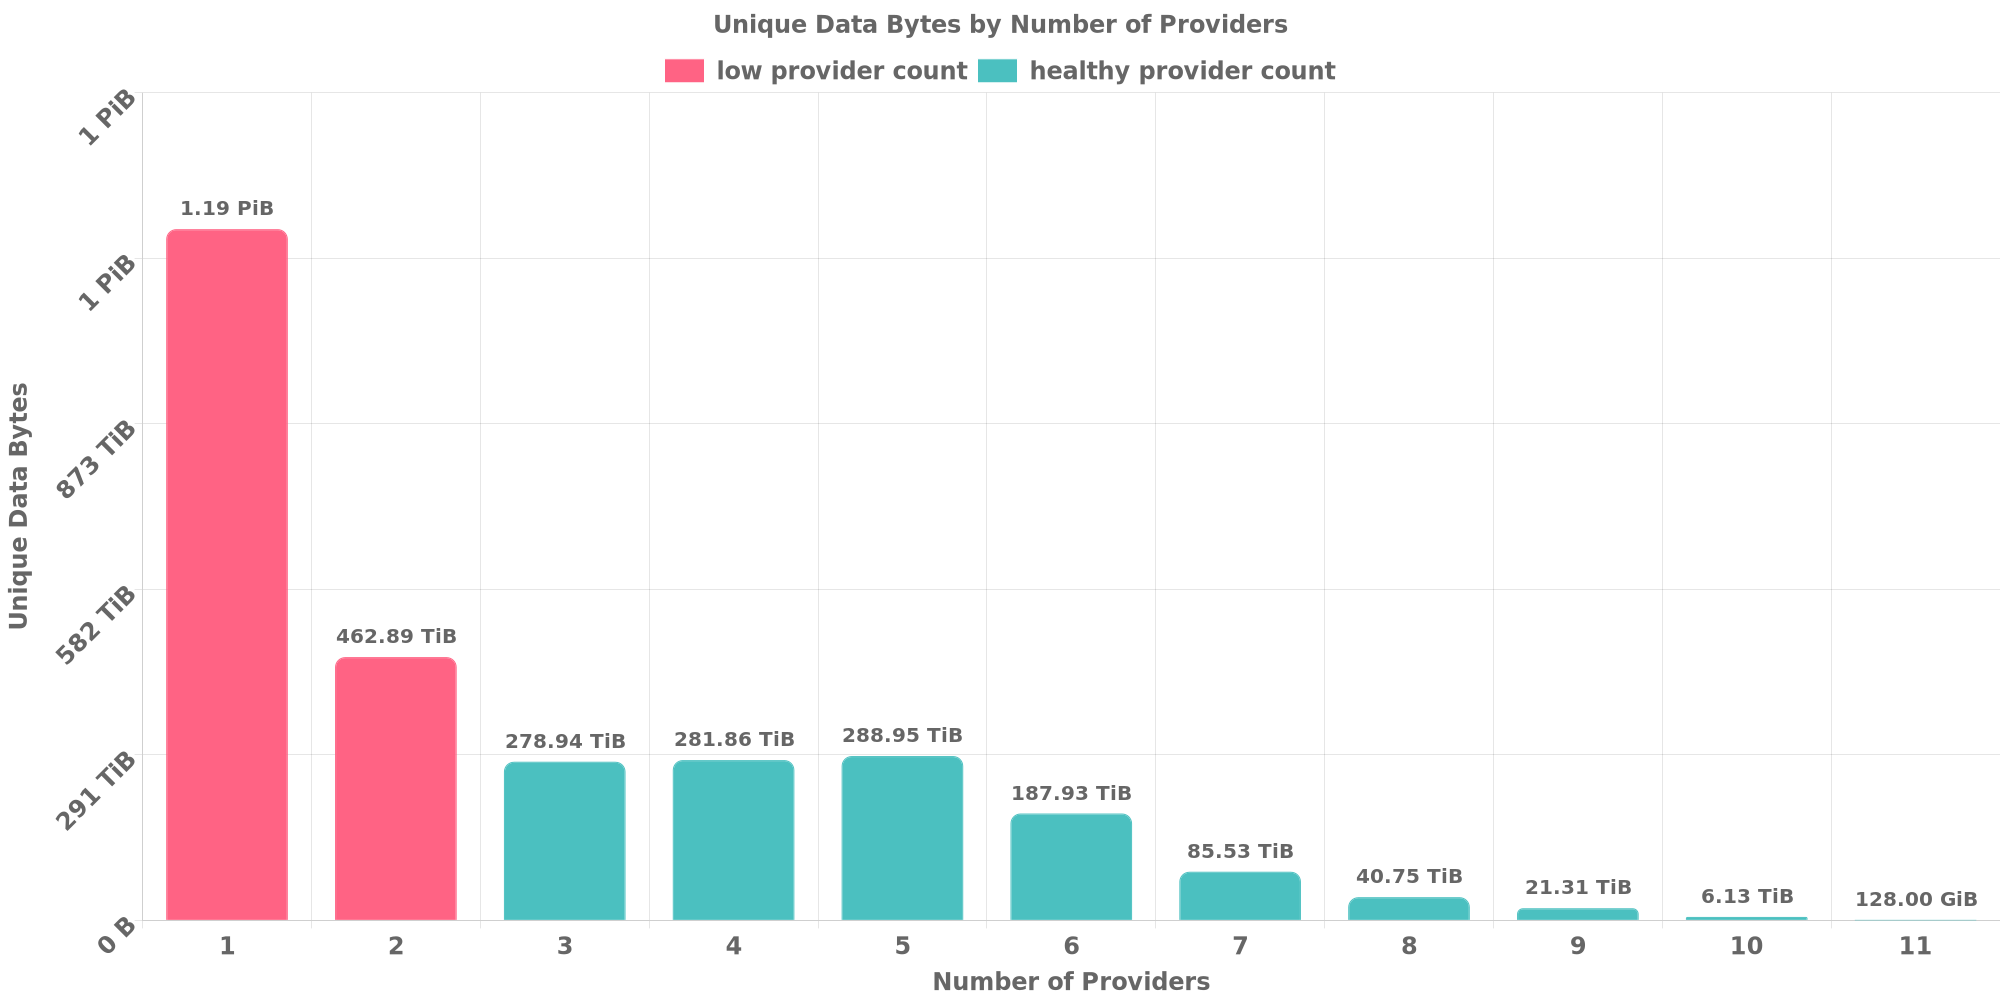 Unique Data Bytes by Number of Providers
low provider count healthy provider count
Unique Data Bytes
1 PiB
1 PiB
873 TiB
582 TiB
291 TiB
0 B
1.19 PiB
462.89 TiB
278.94 TiB
281.86 TiB
288.95 TiB
187.93 TiB
85.53 TiB
40.75 TiB
21.31 TiB
6.13 TiB
128.00 GiB
1 2 3 4 5 6 7 8 9 10 11
Number of Providers